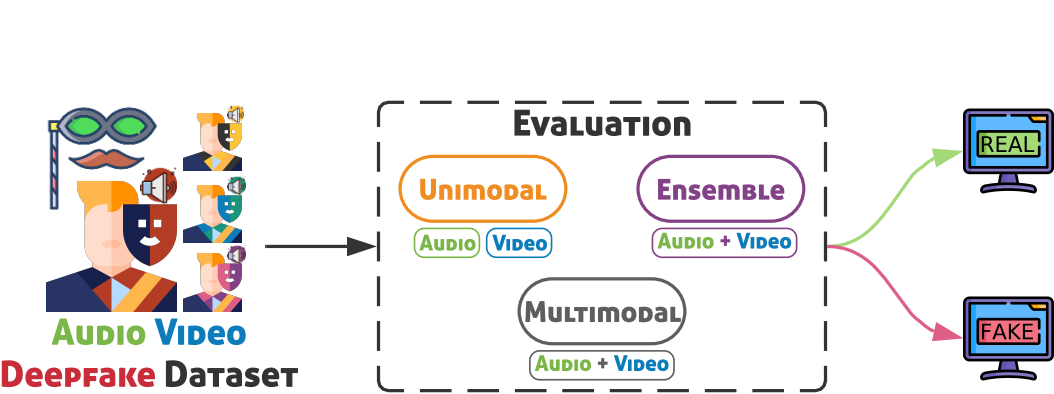 Audio Video
Deepfake Dataset
Evaluation
Unimodal
Audio
Video
Ensemble
Audio + Video
Multimodal
Audio + Video
REAL
FAKE